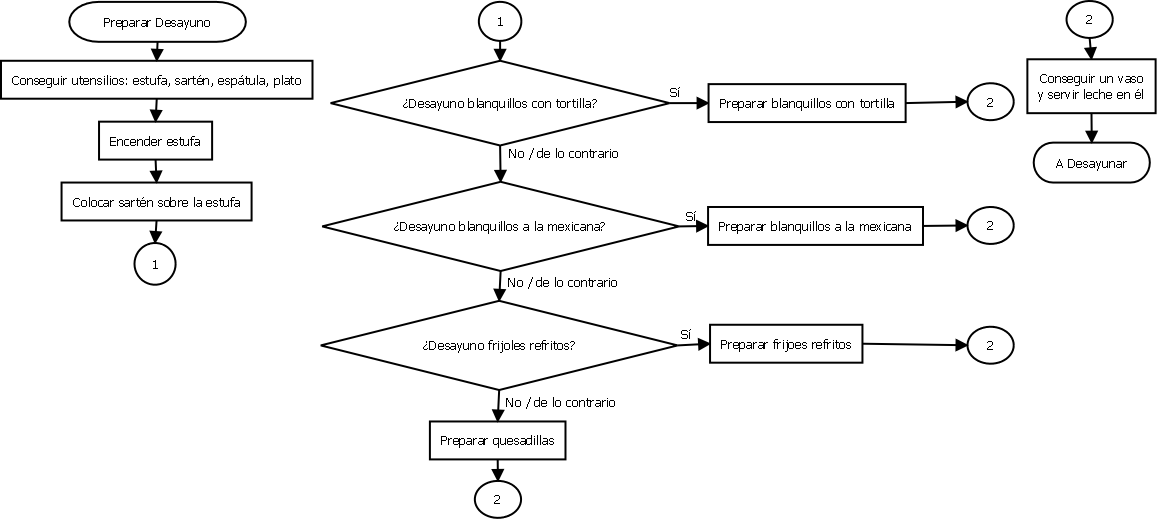 Preparar Desayuno
Conseguir utensilios: estufa, sartén, espátula, plato
Encender estufa
Colocar sartén sobre la estufa
1
1
¿Desayuno blanquillos con tortilla?
Sí
Preparar blanquillos con tortilla
2
No / de lo contrario
¿Desayuno blanquillos a la mexicana?
Sí
Preparar blanquillos a la mexicana
2
No / de lo contrario
¿Desayuno frijoles refritos?
Sí
Preparar frijoes refritos
2
No / de lo contrario
Preparar quesadillas
2
2
Conseguir un vaso
y servir leche en él
A Desayunar